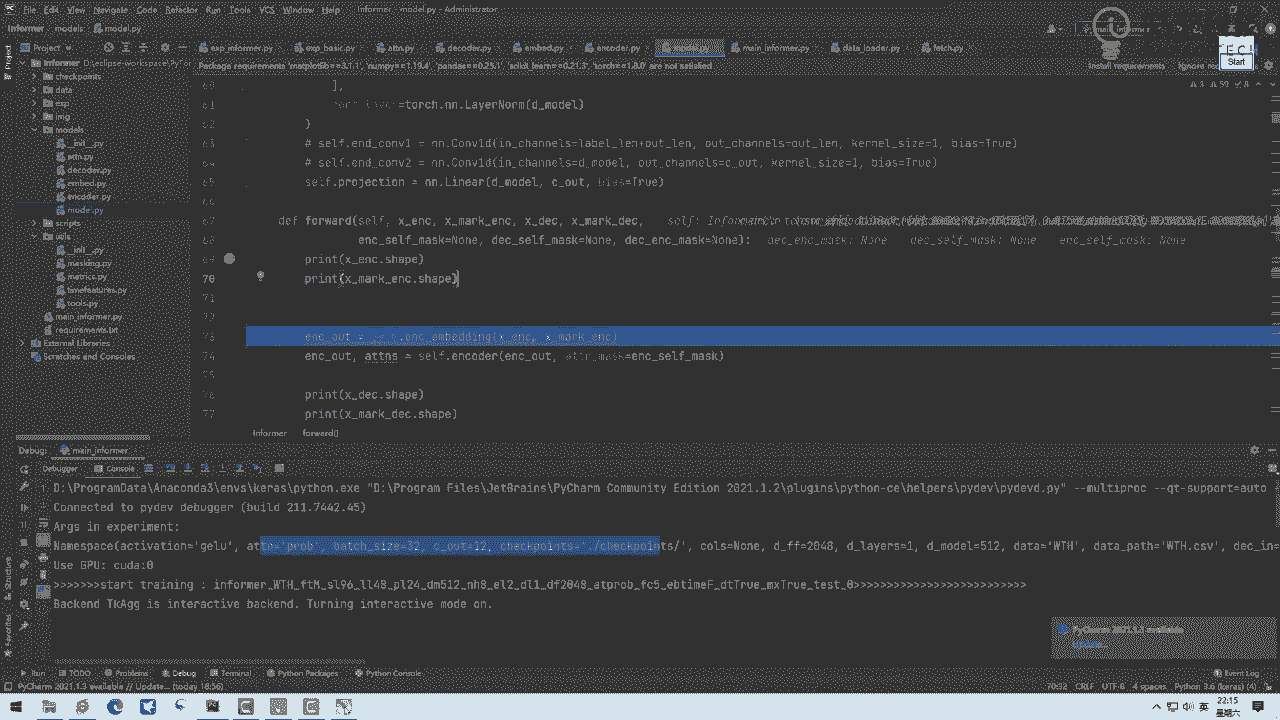 File Edit View Navigate Code Refactor Run Tools VCS Window Help Informer - model.py - Administrator
Informer models model.py main_informer
Project exp_informer.py exp_basic.py attn.py decoder.py embed.py encoder.py model.py main_informer.py data_loader.py fetch.py
Informer D:\eclipse-workspace\PyTor
Package requirements 'matplotlib==3.1.1', 'numpy==1.19.4', 'pandas==0.25.1', 'scikit_learn==0.21.3', 'torch==1.8.0' are not satisfied Install requirements Ignore
Start
checkpoints
data
exp
img
models
__init__.py
attn.py
decoder.py
embed.py
encoder.py
model.py
scripts
utils
__init__.py
masking.py
metrics.py
timefeatures.py
tools.py
main_informer.py
requirements.txt
External Libraries
Scratches and Consoles
3 59 8
60 ],
61 norm_layer=torch.nn.LayerNorm(d_model)
62 )
63 # self.end_conv1 = nn.Conv1d(in_channels=label_len+out_len, out_channels=out_len, kernel_size=1, bias=True)
64 # self.end_conv2 = nn.Conv1d(in_channels=d_model, out_channels=c_out, kernel_size=1, bias=True)
65 self.projection = nn.Linear(d_model, c_out, bias=True)
66
67 def forward(self, x_enc, x_mark_enc, x_dec, x_mark_dec, self: Informer(
68 enc_self_mask=None, dec_self_mask=None, dec_enc_mask=None): dec_enc_mask: None dec_self_mask: None enc_self_mask: None
69 print(x_enc.shape)
70 print(x_mark_enc.shape)
71
73 enc_out = self.enc_embedding(x_enc, x_mark_enc)
74 enc_out, attns = self.encoder(enc_out, attn_mask=enc_self_mask)
75
76 print(x_dec.shape)
77 print(x_mark_dec.shape)
Informer forward()
Debug: main_informer
Debugger Console
D:\ProgramData\Anaconda3\envs\keras\python.exe "D:\Program Files\JetBrains\PyCharm Community Edition 2021.1.2\plugins\python-ce\helpers\pydev\pydevd.py" --multiproc --qt-support=auto
Connected to pydev debugger (build 211.7442.45)
Args in experiment:
Namespace(activation='gelu', attn='prob', batch_size=32, c_out=12, checkpoints='./checkpoints/', cols=None, d_ff=2048, d_layers=1, d_model=512, data='WTH', data_path='WTH.csv', dec_in=
Use GPU: cuda:0
>>>>>>>start training : informer_WTH_ftM_sl96_ll48_pl24_dm512_nh8_el2_dl1_df2048_atprob_fc5_ebtimeF_dtTrue_mxTrue_test_0>>>>>>>>>>>>>>>>>>>>>>>>>>
Backend TkAgg is interactive backend. Turning interactive mode on.
PyCharm 2021.1.3 available
Structure
Favorites
Run TODO Problems Debug Terminal Python Packages Python Console Event Log
PyCharm 2021.1.3 available // Update... (today 18:56) 70:32 CRLF UTF-8 4 spaces Python 3.6 (keras) (4)
英 22:15
星期六